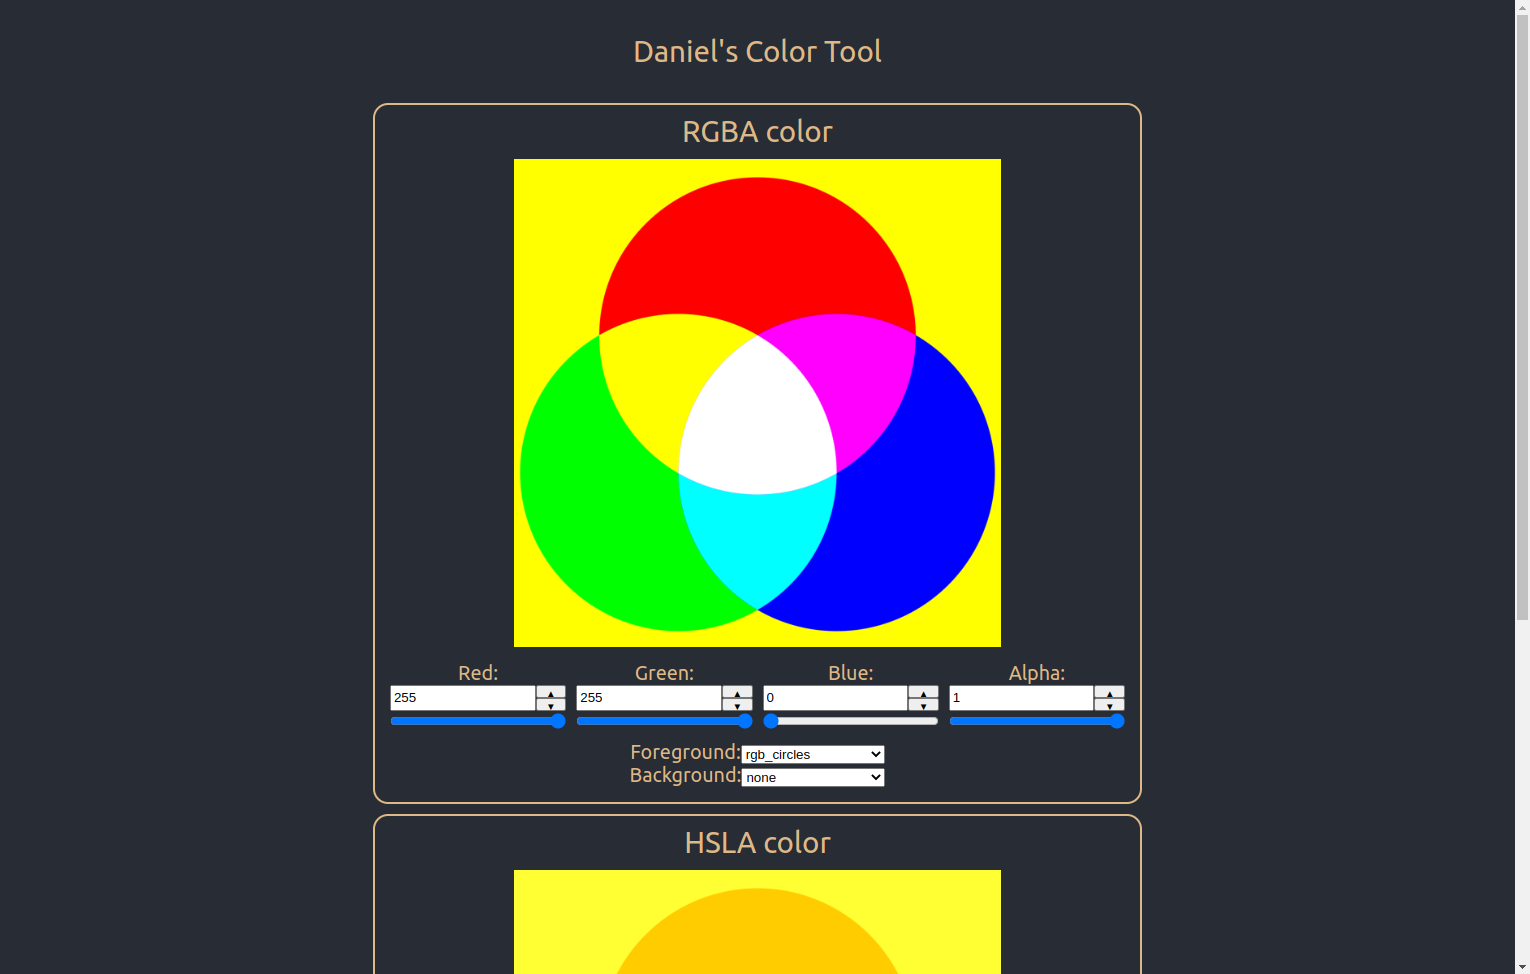 Daniel's Color Tool
RGBA color
Red: Green: Blue: Alpha:
255 255 0 1
Foreground: rgb_circles
Background: none
HSLA color